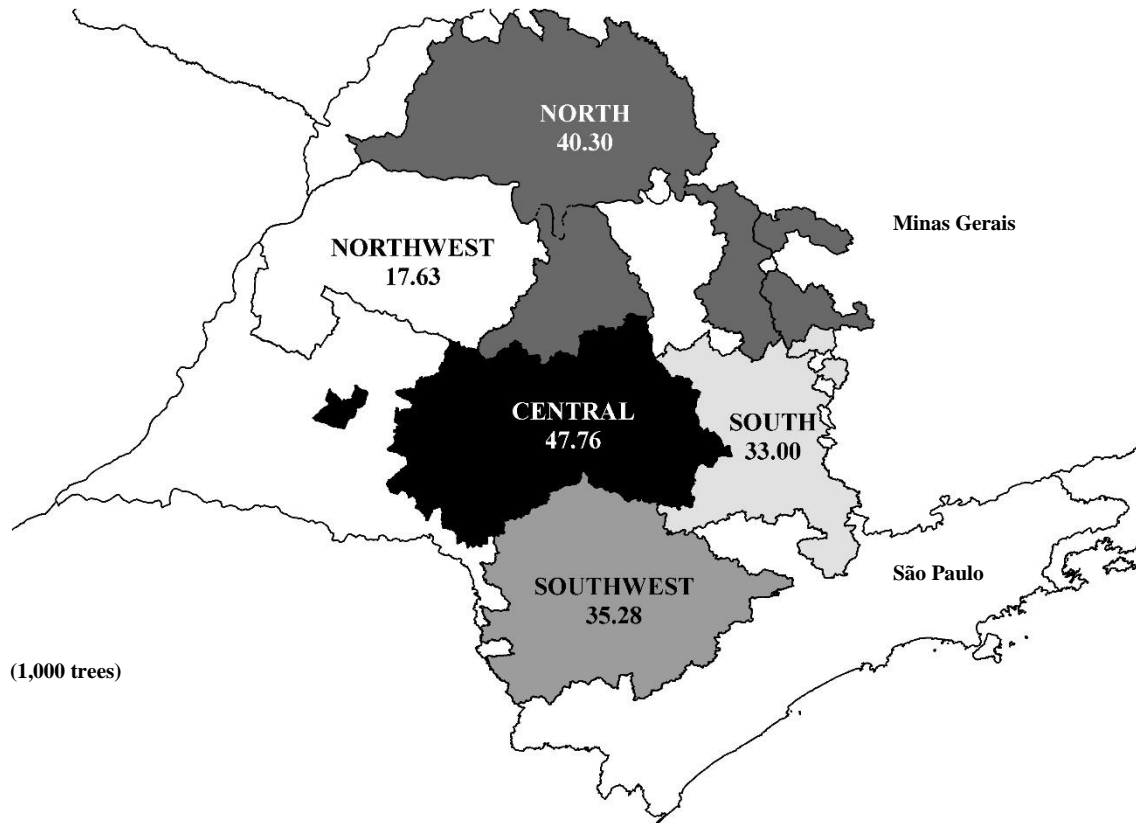 NORTH
40.30
Minas Gerais
NORTHWEST
17.63
CENTRAL
47.76
SOUTH
33.00
São Paulo
SOUTHWEST
35.28
(1,000 trees)